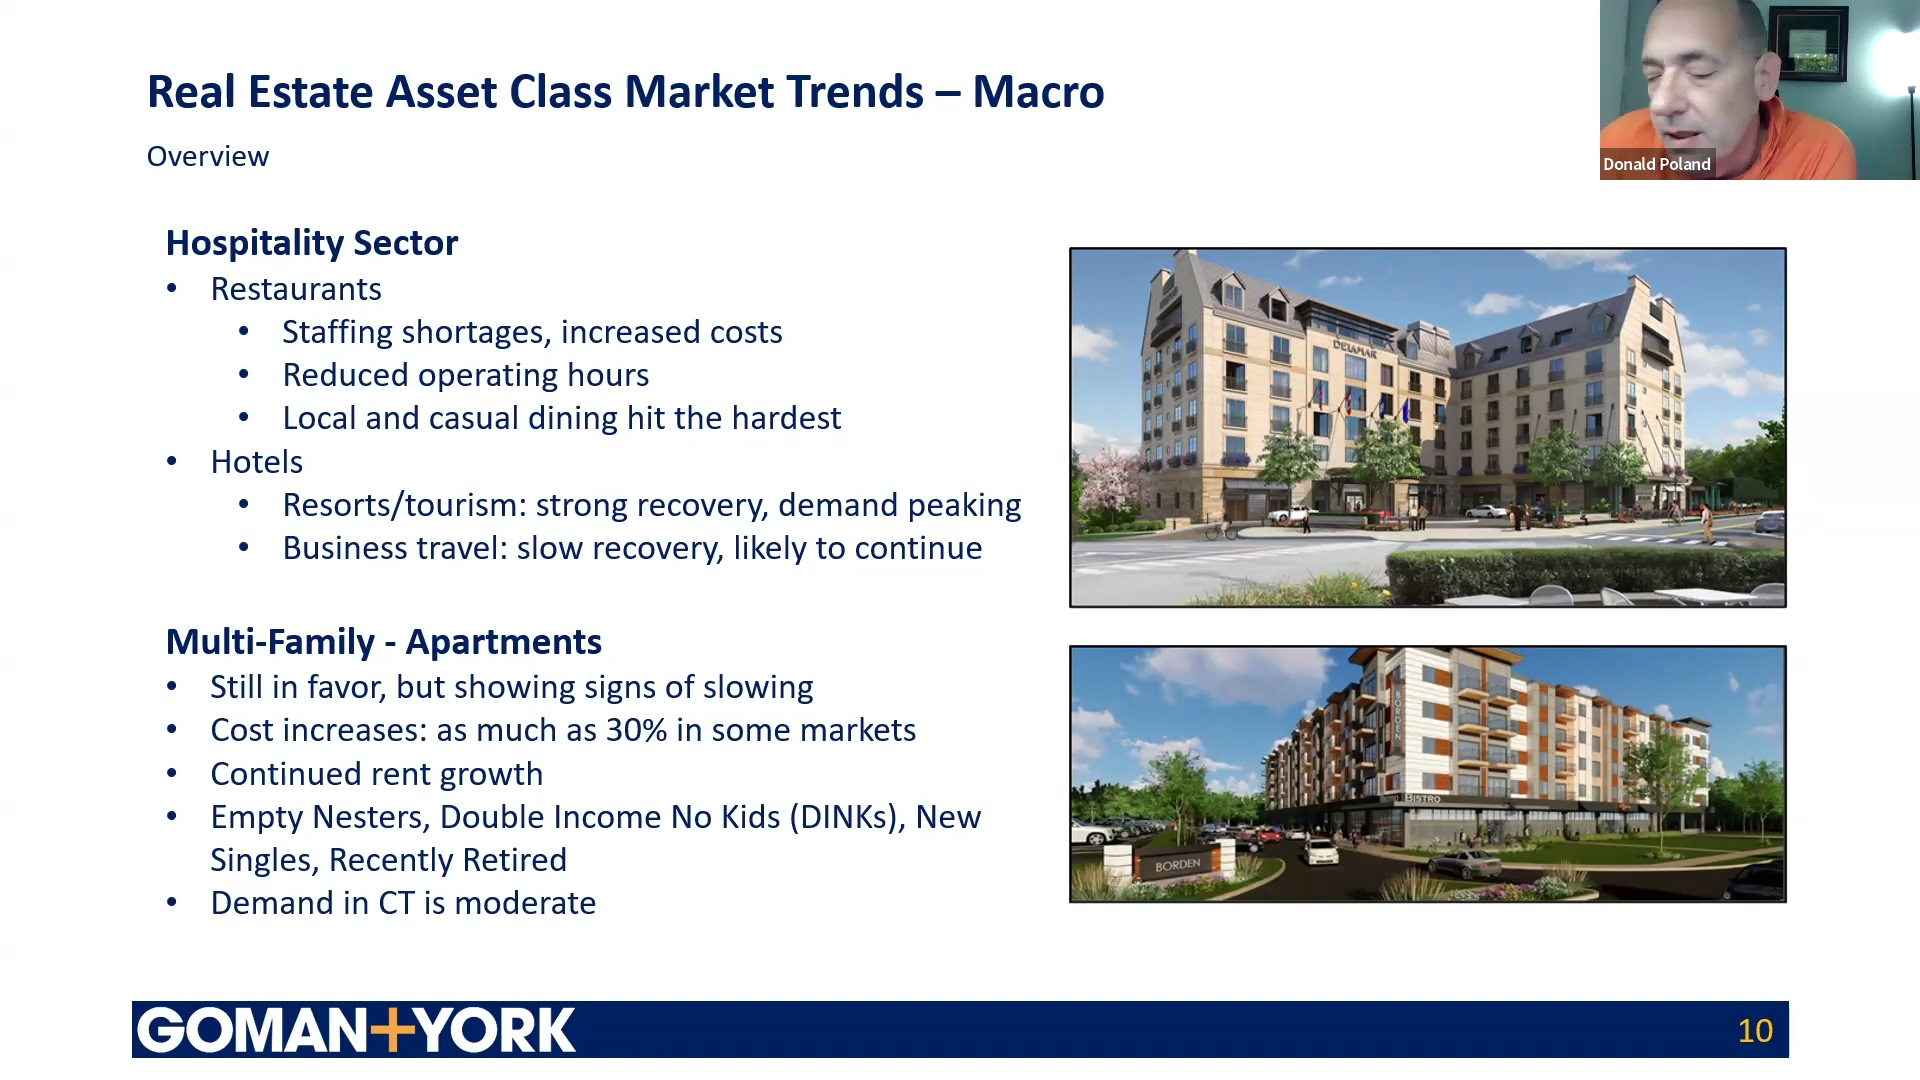 Real Estate Asset Class Market Trends – Macro
Overview
Donald Poland
Hospitality Sector
• Restaurants
• Staffing shortages, increased costs
• Reduced operating hours
• Local and casual dining hit the hardest
• Hotels
• Resorts/tourism: strong recovery, demand peaking
• Business travel: slow recovery, likely to continue
DELAMAR
Multi-Family - Apartments
• Still in favor, but showing signs of slowing
• Cost increases: as much as 30% in some markets
• Continued rent growth
• Empty Nesters, Double Income No Kids (DINKs), New
Singles, Recently Retired
• Demand in CT is moderate
BORDEN
BISTRO
BORDEN
GOMAN+YORK
10